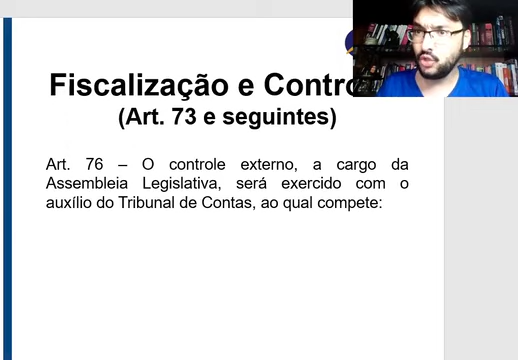 Fiscalização e Contro
(Art. 73 e seguintes)
Art. 76 – O controle externo, a cargo da
Assembleia Legislativa, será exercido com o
auxílio do Tribunal de Contas, ao qual compete: